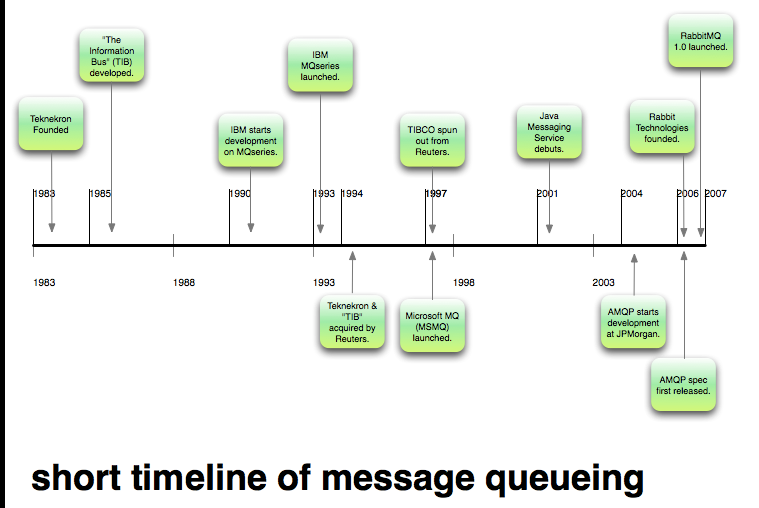 "The
Information
Bus" (TIB)
developed.
RabbitMQ
1.0 launched.
IBM
MQseries
launched.
Teknekron
Founded
IBM starts
development
on MQseries.
TIBCO spun
out from
Reuters.
Java
Messaging
Service
debuts.
Rabbit
Technologies
founded.
1983 1985 1990 1993 1994 1997 2001 2004 2006 2007
1983 1988 1993 1998 2003
Teknekron &
"TIB"
acquired by
Reuters.
Microsoft MQ
(MSMQ)
launched.
AMQP starts
development
at JPMorgan.
AMQP spec
first released.
short timeline of message queueing